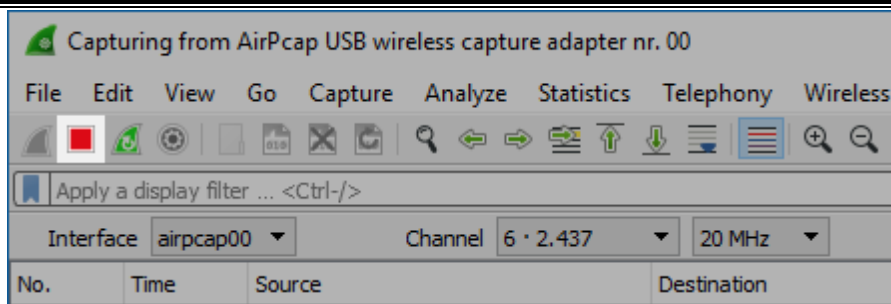 Capturing from AirPcap USB wireless capture adapter nr. 00
File Edit View Go Capture Analyze Statistics Telephony Wireless
Apply a display filter ... <Ctrl-/>
Interface airpcap00 Channel 6 · 2.437 20 MHz
No. Time Source Destination